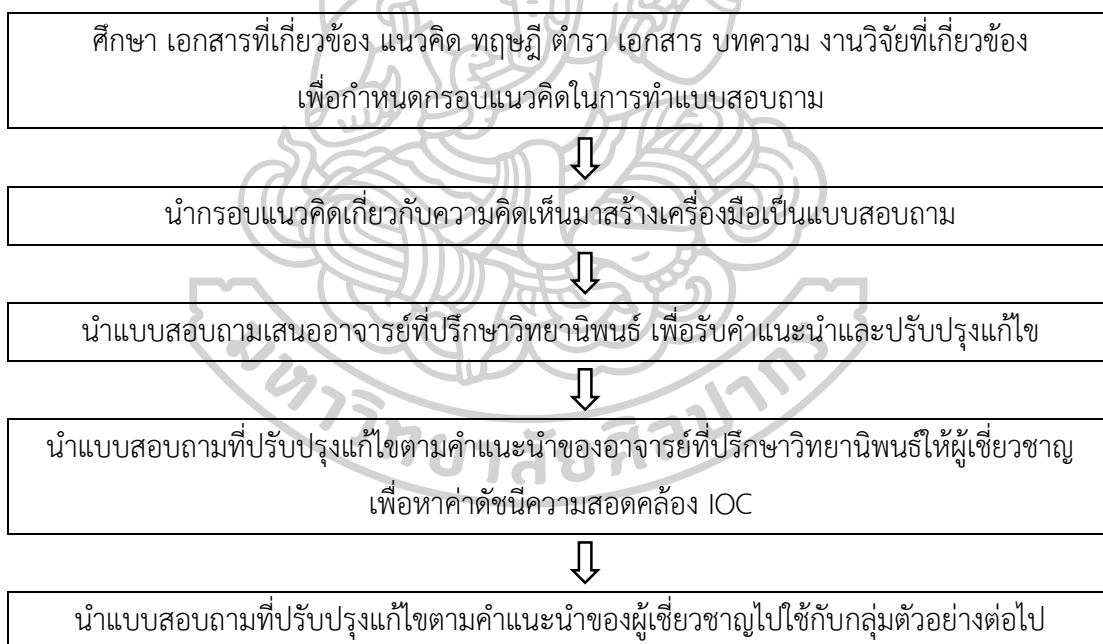 ศึกษา เอกสารที่เกี่ยวข้อง แนวคิด ทฤษฎี ตำรา เอกสาร บทความ งานวิจัยที่เกี่ยวข้อง
เพื่อกำหนดกรอบแนวคิดในการทำแบบสอบถาม
นำกรอบแนวคิดเกี่ยวกับความคิดเห็นมาสร้างเครื่องมือเป็นแบบสอบถาม
นำแบบสอบถามเสนออาจารย์ที่ปรึกษาวิทยานิพนธ์ เพื่อรับคำแนะนำและปรับปรุงแก้ไข
นำแบบสอบถามที่ปรับปรุงแก้ไขตามคำแนะนำของอาจารย์ที่ปรึกษาวิทยานิพนธ์ให้ผู้เชี่ยวชาญ
เพื่อหาค่าดัชนีความสอดคล้อง IOC
นำแบบสอบถามที่ปรับปรุงแก้ไขตามคำแนะนำของผู้เชี่ยวชาญไปใช้กับกลุ่มตัวอย่างต่อไป
มหาวิทยาลัยศิลปากร